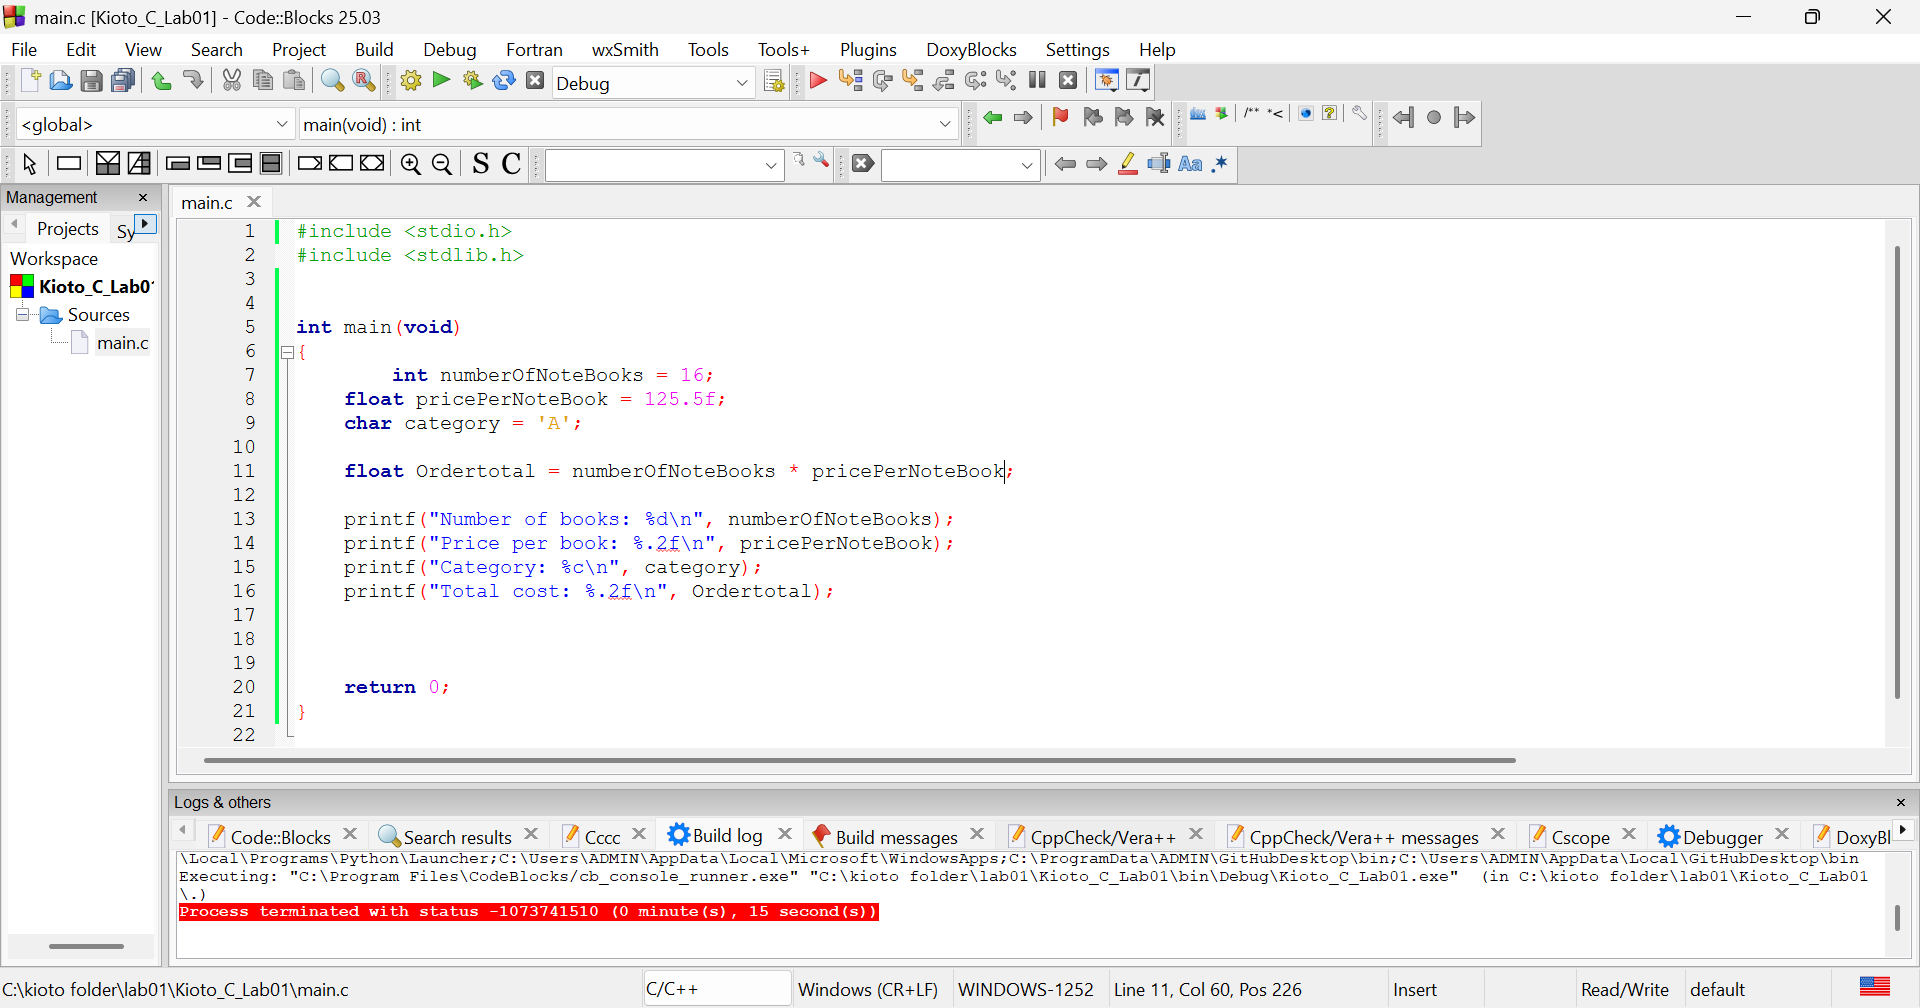 main.c [Kioto_C_Lab01] - Code::Blocks 25.03
File Edit View Search Project Build Debug Fortran wxSmith Tools Tools+ Plugins DoxyBlocks Settings Help
Debug
<global> main(void) : int
/** *<
S C
Aa .*
Management
main.c
Projects Sy
Workspace
Kioto_C_Lab01
Sources
main.c
1 #include <stdio.h>
2 #include <stdlib.h>
3
4
5 int main(void)
6 {
7 int numberOfNoteBooks = 16;
8 float pricePerNoteBook = 125.5f;
9 char category = 'A';
10
11 float Ordertotal = numberOfNoteBooks * pricePerNoteBook;
12
13 printf("Number of books: %d\n", numberOfNoteBooks);
14 printf("Price per book: %.2f\n", pricePerNoteBook);
15 printf("Category: %c\n", category);
16 printf("Total cost: %.2f\n", Ordertotal);
17
18
19
20 return 0;
21 }
22
Logs & others
Code::Blocks Search results Cccc Build log Build messages CppCheck/Vera++ CppCheck/Vera++ messages Cscope Debugger DoxyBl
\Local\Programs\Python\Launcher;C:\Users\ADMIN\AppData\Local\Microsoft\WindowsApps;C:\ProgramData\ADMIN\GitHubDesktop\bin;C:\Users\ADMIN\AppData\Local\GitHubDesktop\bin
Executing: "C:\Program Files\CodeBlocks/cb_console_runner.exe" "C:\kioto folder\lab01\Kioto_C_Lab01\bin\Debug\Kioto_C_Lab01.exe" (in C:\kioto folder\lab01\Kioto_C_Lab01
\.)
Process terminated with status -1073741510 (0 minute(s), 15 second(s))
C:\kioto folder\lab01\Kioto_C_Lab01\main.c C/C++ Windows (CR+LF) WINDOWS-1252 Line 11, Col 60, Pos 226 Insert Read/Write default